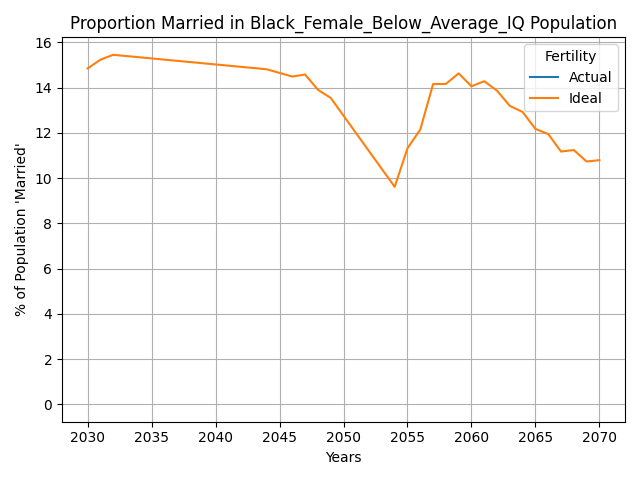 Proportion Married in Black_Female_Below_Average_IQ Population
16
14
12
10
8
6
4
2
0
% of Population 'Married'
Fertility
Actual
Ideal
2030 2035 2040 2045 2050 2055 2060 2065 2070
Years